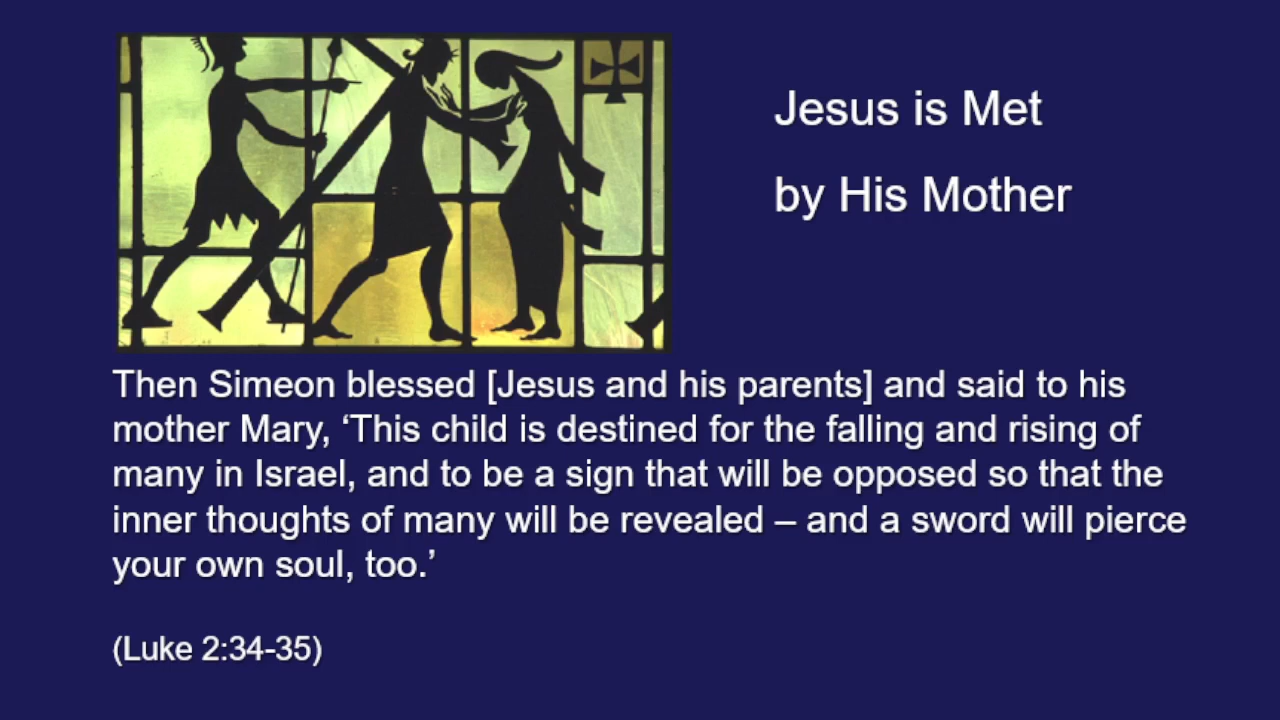 Jesus is Met
by His Mother
Then Simeon blessed [Jesus and his parents] and said to his
mother Mary, ‘This child is destined for the falling and rising of
many in Israel, and to be a sign that will be opposed so that the
inner thoughts of many will be revealed – and a sword will pierce
your own soul, too.’
(Luke 2:34-35)